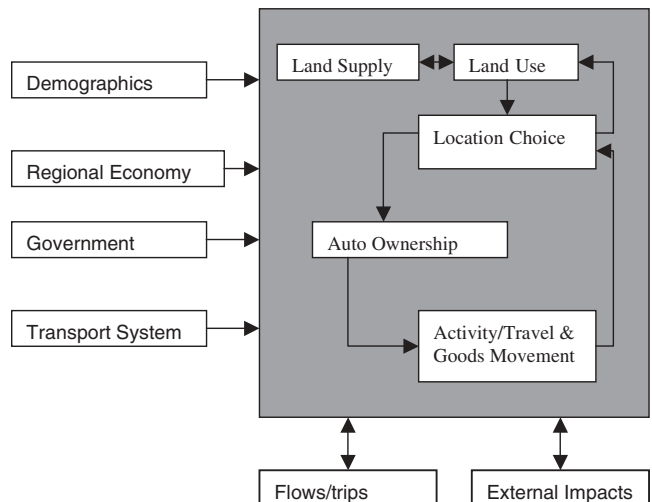 Land Supply
Land Use
Demographics
Location Choice
Regional Economy
Government
Auto Ownership
Transport System
Activity/Travel &
Goods Movement
Flows/trips
External Impacts